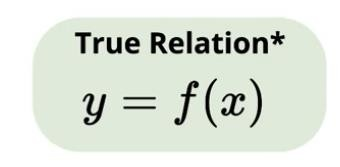 True Relation*
y = f(x)